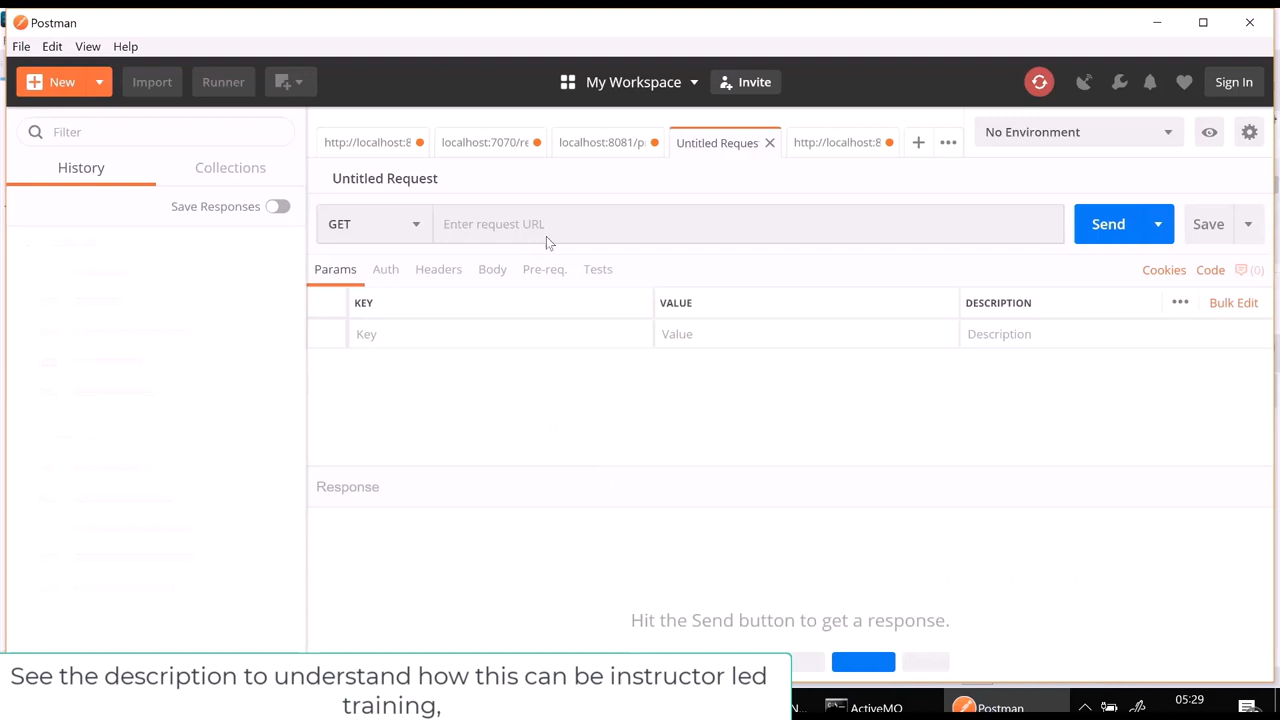 Postman
File Edit View Help
New Import Runner My Workspace Invite Sign In
Filter
History Collections
Save Responses
http://localhost:8 localhost:7070/re localhost:8081/p Untitled Reques http://localhost:8
No Environment
Untitled Request
GET Enter request URL Send Save
Params Auth Headers Body Pre-req. Tests Cookies Code (0)
KEY VALUE DESCRIPTION Bulk Edit
Key Value Description
Response
Hit the Send button to get a response.
See the description to understand how this can be instructor led
training,
N... ActiveMQ Postman 05:29